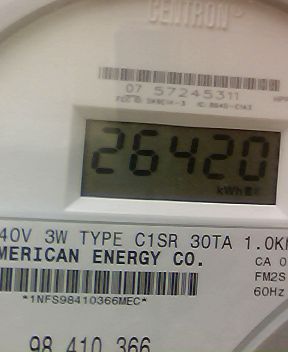 CENTRON
07 57245311
26420
kWh
40V 3W TYPE C1SR 30TA 1.0K
MERICAN ENERGY CO.
CA 0
FM2S
60Hz
*1NFS98410366MEC*
98 410 366